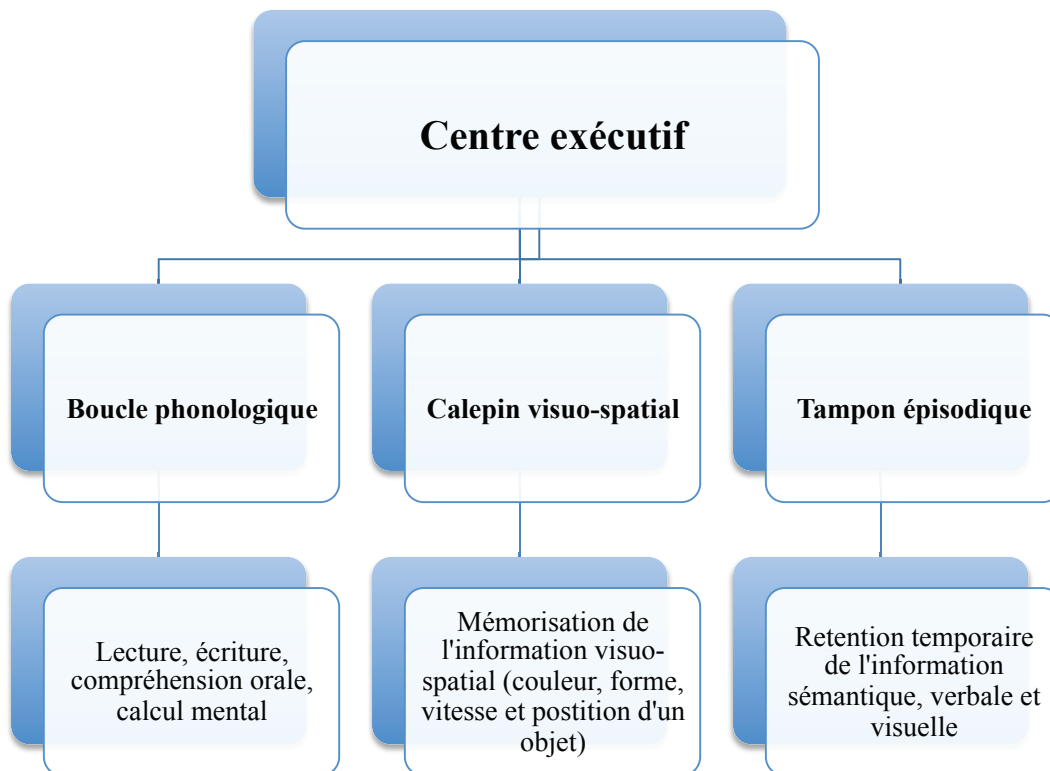 Centre exécutif
Boucle phonologique
Calepin visuo-spatial
Tampon épisodique
Lecture, écriture,
compréhension orale,
calcul mental
Mémorisation de
l'information visuo-
spatial (couleur, forme,
vitesse et postition d'un
objet)
Retention temporaire
de l'information
sémantique, verbale et
visuelle